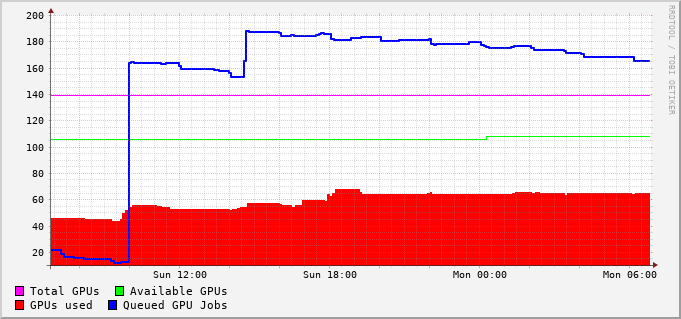 200
180
160
140
120
100
80
60
40
20
Sun 12:00 Sun 18:00 Mon 00:00 Mon 06:00
Total GPUs Available GPUs
GPUs used Queued GPU Jobs
RRDTOOL / TOBI OETIKER